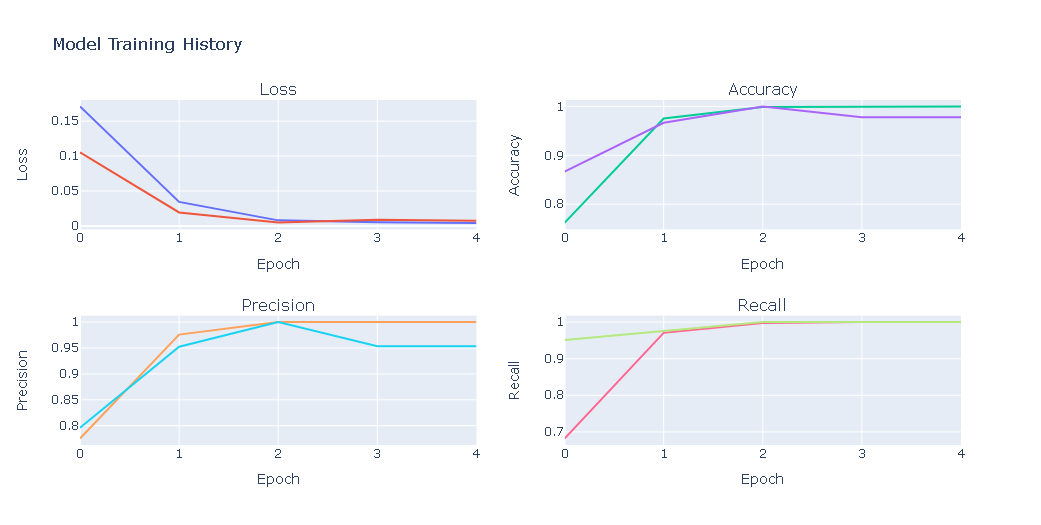 Model Training History
Loss
Accuracy
0.15
0.1
0.05
0
Loss
0 1 2 3 4
Epoch
1
0.9
0.8
Accuracy
0 1 2 3 4
Epoch
Precision
Recall
1
0.95
0.9
0.85
0.8
Precision
0 1 2 3 4
Epoch
1
0.9
0.8
0.7
Recall
0 1 2 3 4
Epoch